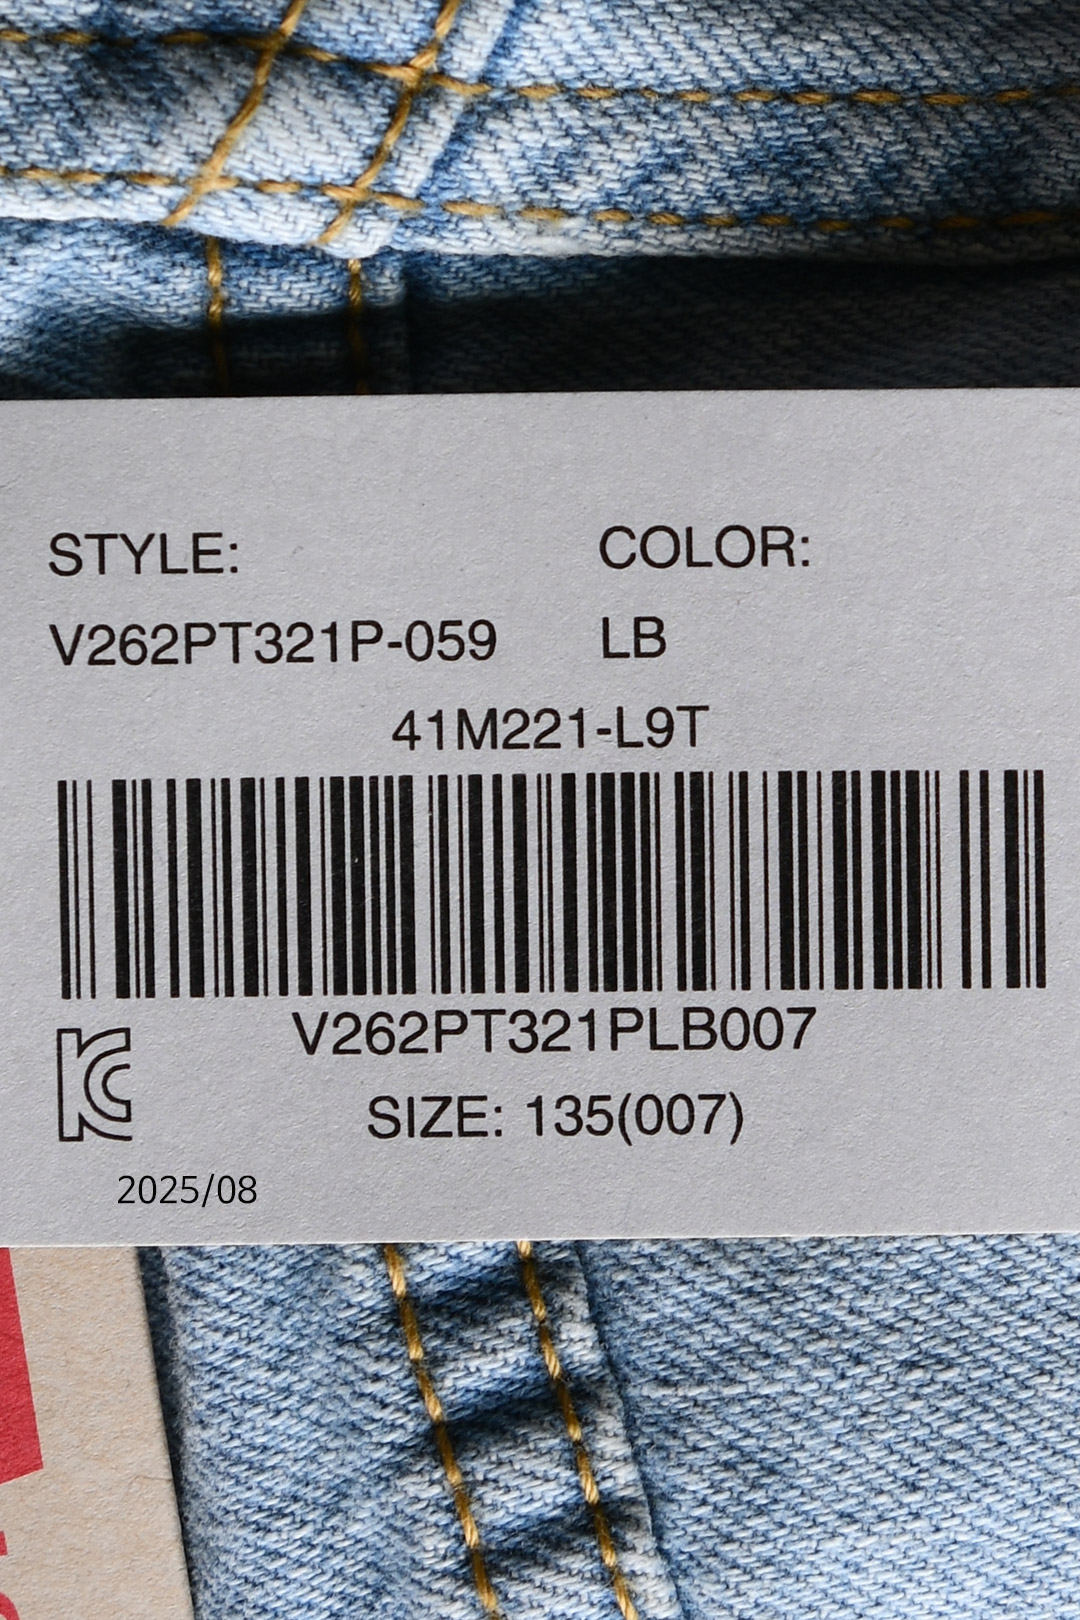 STYLE: COLOR:
V262PT321P-059 LB
41M221-L9T
V262PT321PLB007
SIZE: 135(007)
2025/08